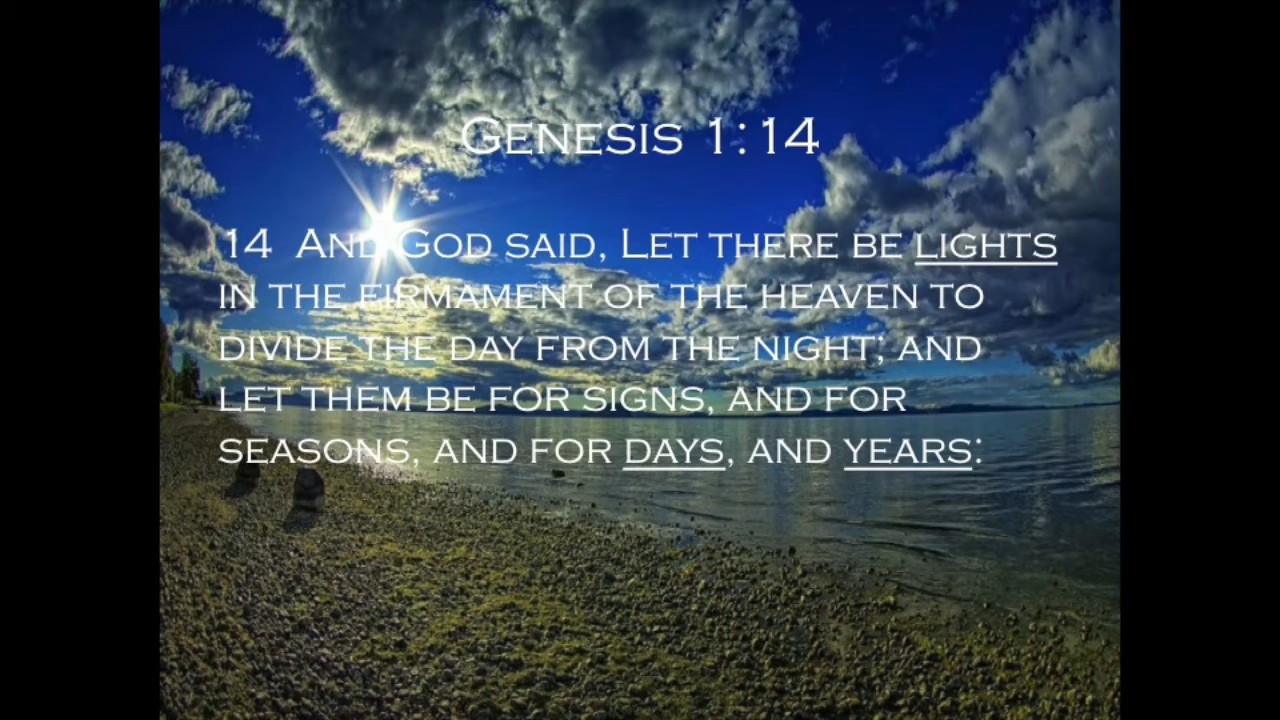 Genesis 1:14
14 And God said, Let there be lights
in the firmament of the heaven to
divide the day from the night; and
let them be for signs, and for
seasons, and for days, and years: